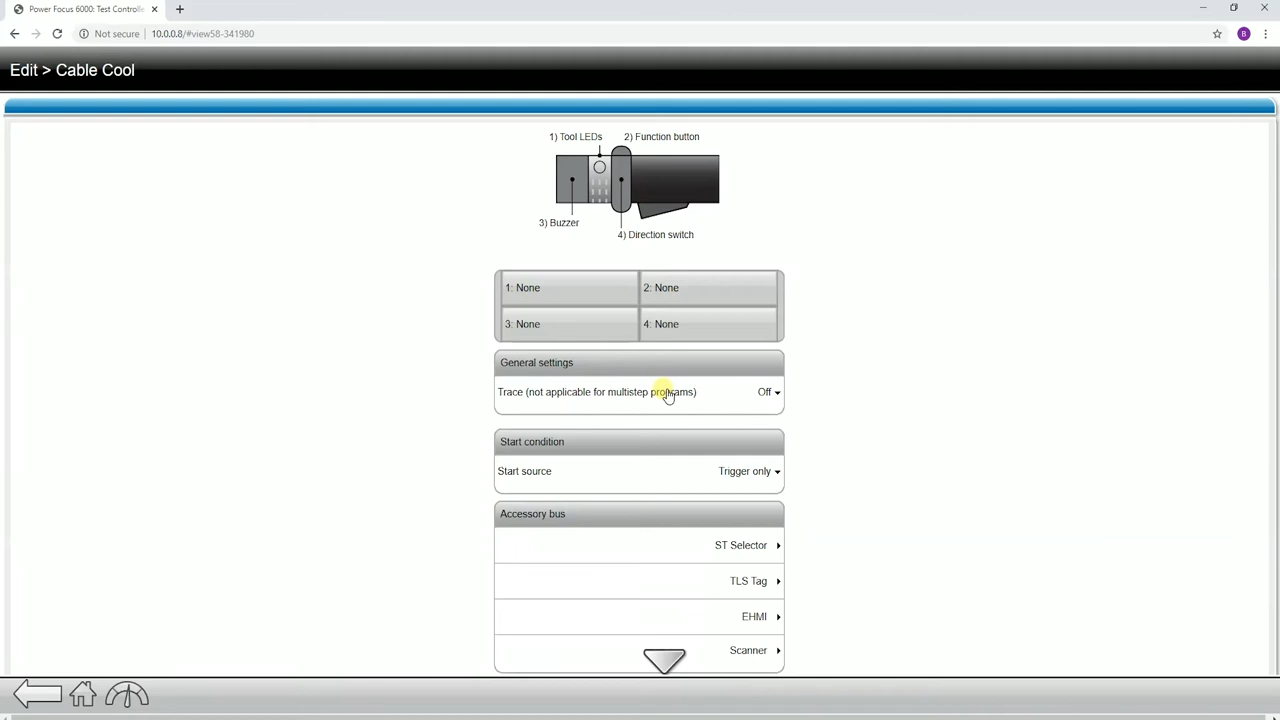 Power Focus 6000: Test Controlle
Not secure
10.0.0.8/#view58-341980
B
Edit > Cable Cool
1) Tool LEDs
2) Function button
3) Buzzer
4) Direction switch
1: None
2: None
3: None
4: None
General settings
Trace (not applicable for multistep programs)
Off
Start condition
Start source
Trigger only
Accessory bus
ST Selector
TLS Tag
EHMI
Scanner